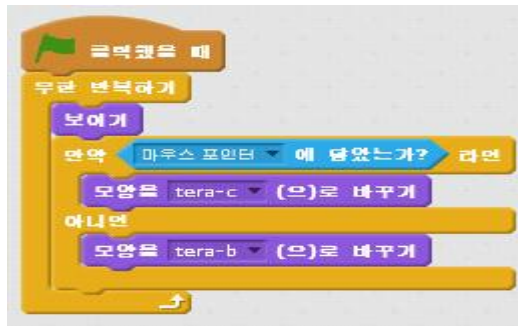 클릭했을 때
무한 반복하기
보이기
만약 마우스 포인터 에 닿았는가? 라면
모양을 tera-c (으)로 바꾸기
아니면
모양을 tera-b (으)로 바꾸기